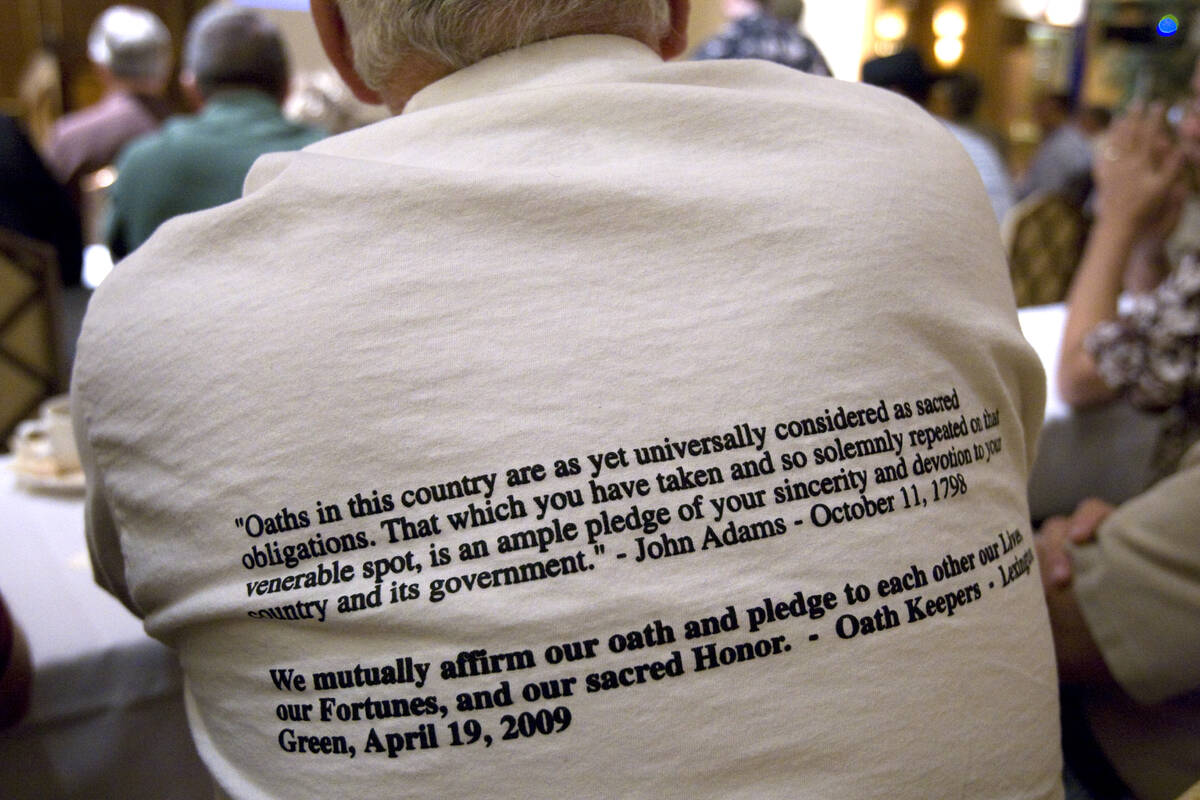 "Oaths in this country are as yet universally considered as sacred
obligations. That which you have taken and so solemnly repeated on that
venerable spot, is an ample pledge of your sincerity and devotion to your
country and its government." - John Adams - October 11, 1798
We mutually affirm our oath and pledge to each other our Lives
our Fortunes, and our sacred Honor. - Oath Keepers - Lexington
Green, April 19, 2009